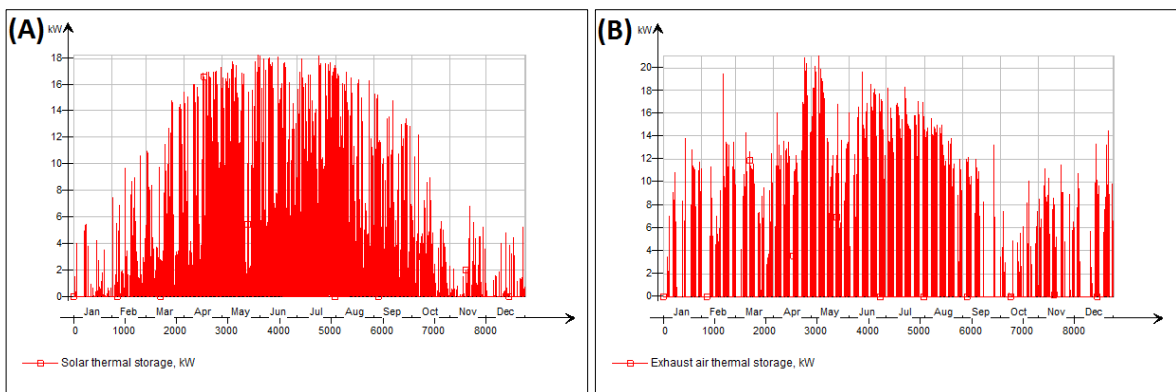 (A)
kW
18
16
14
12
10
8
6
4
2
0
Jan Feb Mar Apr May Jun Jul Aug Sep Oct Nov Dec
0 1000 2000 3000 4000 5000 6000 7000 8000
Solar thermal storage, kW
(B)
kW
20
18
16
14
12
10
8
6
4
2
0
Jan Feb Mar Apr May Jun Jul Aug Sep Oct Nov Dec
0 1000 2000 3000 4000 5000 6000 7000 8000
Exhaust air thermal storage, kW